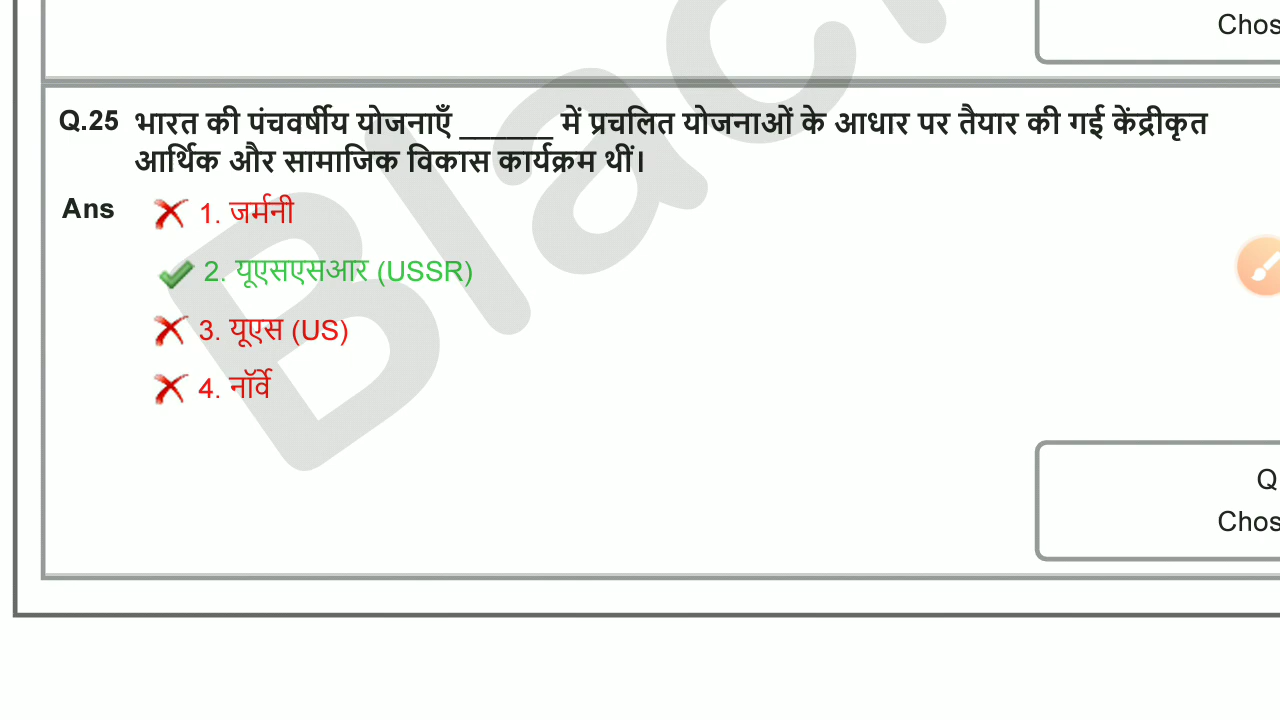 Chos
Q.25 भारत की पंचवर्षीय योजनाएँ ______ में प्रचलित योजनाओं के आधार पर तैयार की गई केंद्रीकृत
आर्थिक और सामाजिक विकास कार्यक्रम थीं।
Ans 1. जर्मनी
2. यूएसएसआर (USSR)
3. यूएस (US)
4. नॉर्वे
Q
Chos
Blac